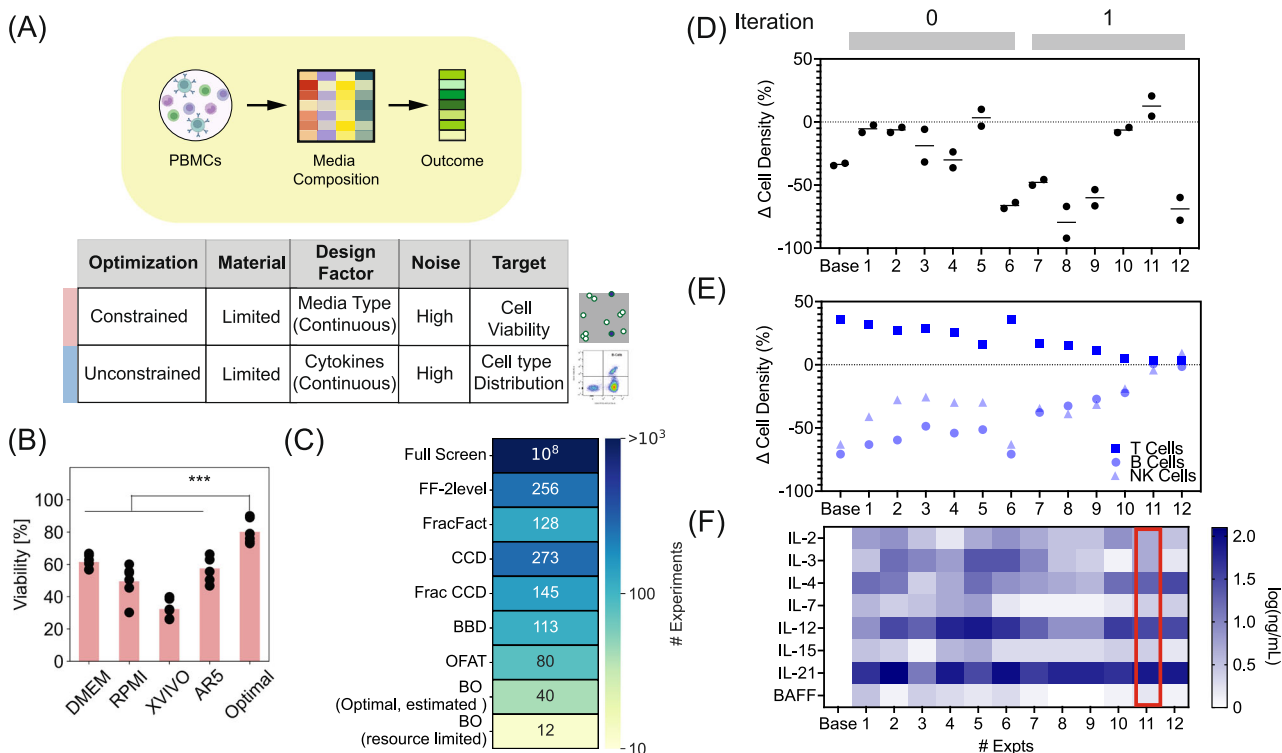 (A)
PBMCs
Media
Composition
Outcome
Optimization Material Design Factor Noise Target
Constrained Limited Media Type (Continuous) High Cell Viability
Unconstrained Limited Cytokines (Continuous) High Cell type Distribution
(B)
***
Viability [%]
100
80
60
40
20
0
DMEM RPMI XVIVO AR5 Optimal
(C)
Full Screen 10⁸
FF-2level 256
FracFact 128
CCD 273
Frac CCD 145
BBD 113
OFAT 80
BO
(Optimal, estimated ) 40
BO
(resource limited) 12
>10³
100
10
# Experiments
(D)
Iteration 0 1
Δ Cell Density (%)
50
0
-50
-100
Base 1 2 3 4 5 6 7 8 9 10 11 12
(E)
Δ Cell Density (%)
50
0
-50
-100
T Cells
B Cells
NK Cells
Base 1 2 3 4 5 6 7 8 9 10 11 12
(F)
IL-2
IL-3
IL-4
IL-7
IL-12
IL-15
IL-21
BAFF
Base 1 2 3 4 5 6 7 8 9 10 11 12
# Expts
2.0
1.5
1.0
0.5
0
log(ng/mL)